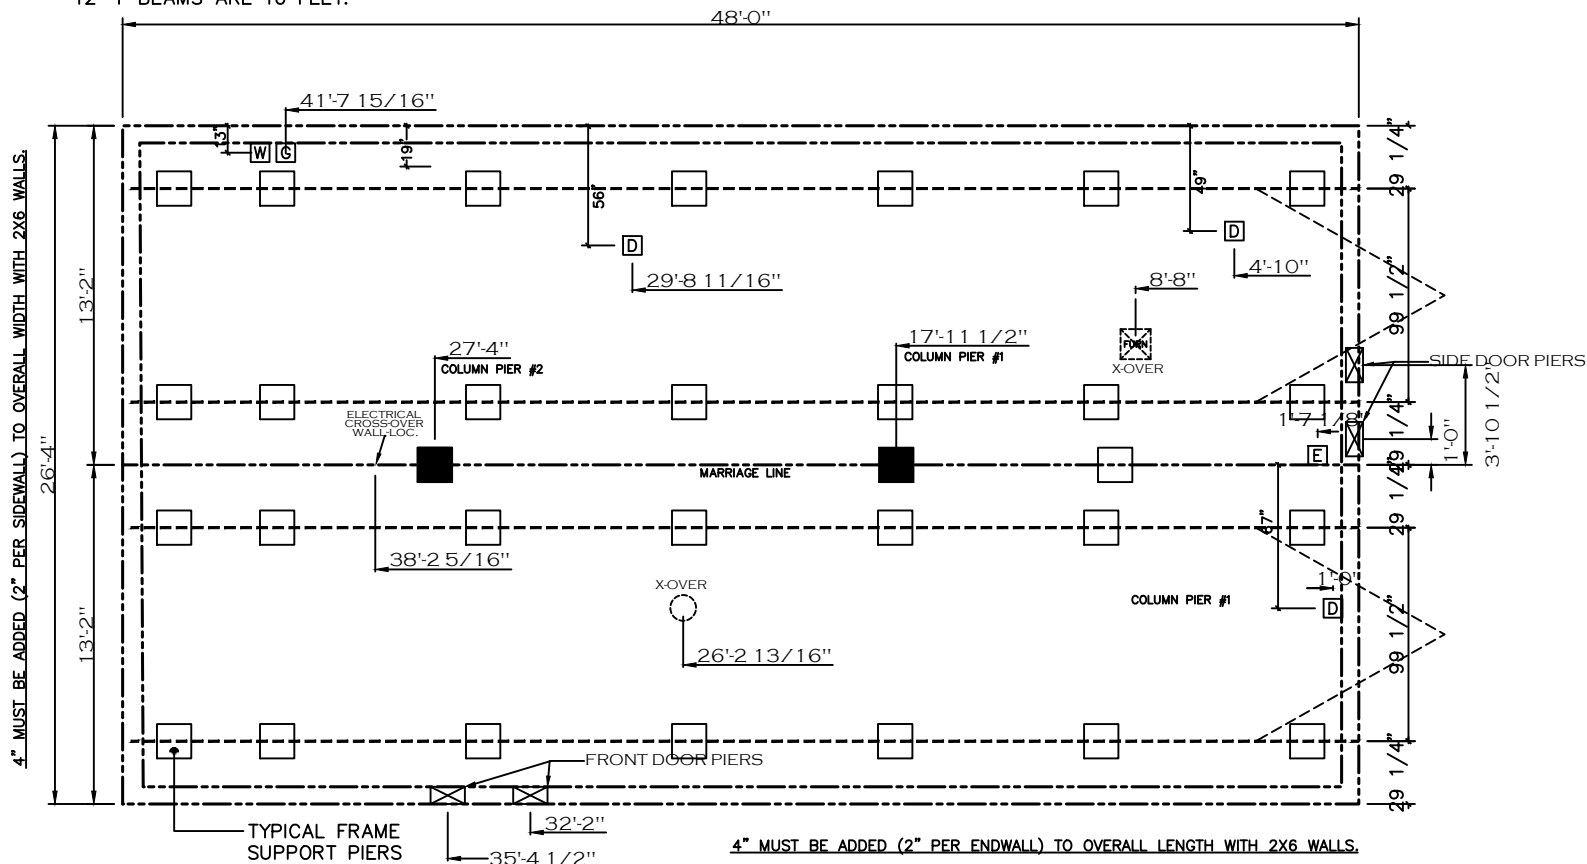 12" I BEAMS ARE 10 FEET.
48'-0"
41'-7 15/16"
13"
W
G
19"
56"
49"
29 1/4"
D
D
29'-8 11/16"
4'-10"
8'-8"
99 1/2"
13'-2"
27'-4"
COLUMN PIER #2
17'-11 1/2"
COLUMN PIER #1
FURN
X-OVER
SIDE DOOR PIERS
ELECTRICAL
CROSS-OVER
WALL-LOC.
1'-7 1/8"
29 1/4"
1'-0"
3'-10 1/2"
E
26'-4"
MARRIAGE LINE
29 1/4"
67"
38'-2 5/16"
X-OVER
COLUMN PIER #1
1'-0"
D
13'-2"
99 1/2"
26'-2 13/16"
FRONT DOOR PIERS
29 1/4"
TYPICAL FRAME
SUPPORT PIERS
32'-2"
35'-4 1/2"
4" MUST BE ADDED (2" PER SIDEWALL) TO OVERALL WIDTH WITH 2X6 WALLS.
4" MUST BE ADDED (2" PER ENDWALL) TO OVERALL LENGTH WITH 2X6 WALLS.